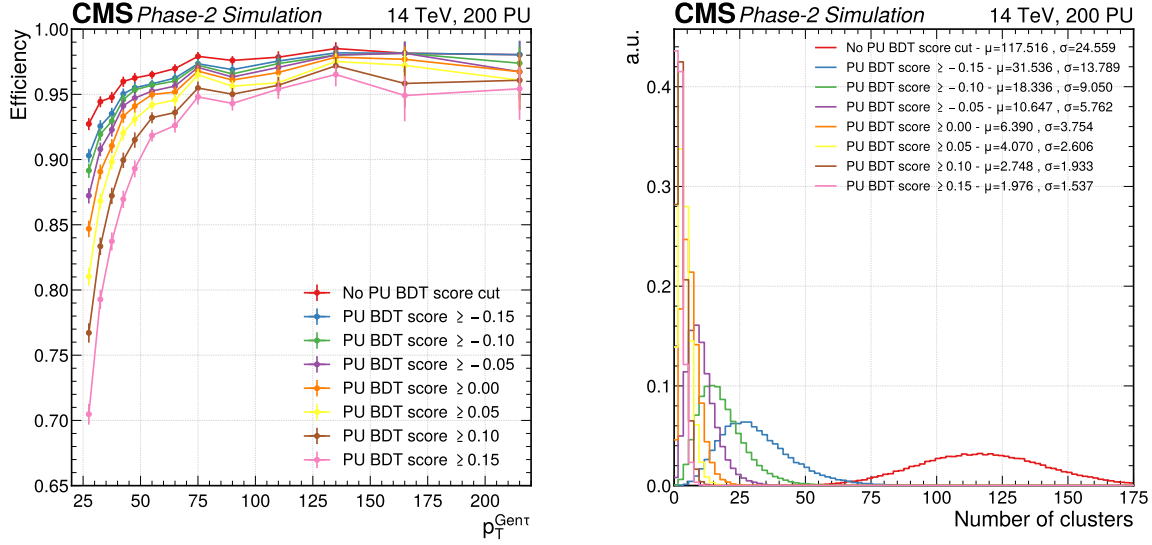 CMS Phase-2 Simulation 14 TeV, 200 PU
Efficiency
1.00
0.95
0.90
0.85
0.80
0.75
0.70
0.65
No PU BDT score cut
PU BDT score ≥ −0.15
PU BDT score ≥ −0.10
PU BDT score ≥ −0.05
PU BDT score ≥ 0.00
PU BDT score ≥ 0.05
PU BDT score ≥ 0.10
PU BDT score ≥ 0.15
25 50 75 100 125 150 175 200
p_T^Genτ
CMS Phase-2 Simulation 14 TeV, 200 PU
a.u.
0.4
0.3
0.2
0.1
0.0
No PU BDT score cut - μ=117.516 , σ=24.559
PU BDT score ≥ −0.15 - μ=31.536 , σ=13.789
PU BDT score ≥ −0.10 - μ=18.336 , σ=9.050
PU BDT score ≥ −0.05 - μ=10.647 , σ=5.762
PU BDT score ≥ 0.00 - μ=6.390 , σ=3.754
PU BDT score ≥ 0.05 - μ=4.070 , σ=2.606
PU BDT score ≥ 0.10 - μ=2.748 , σ=1.933
PU BDT score ≥ 0.15 - μ=1.976 , σ=1.537
0 25 50 75 100 125 150 175
Number of clusters